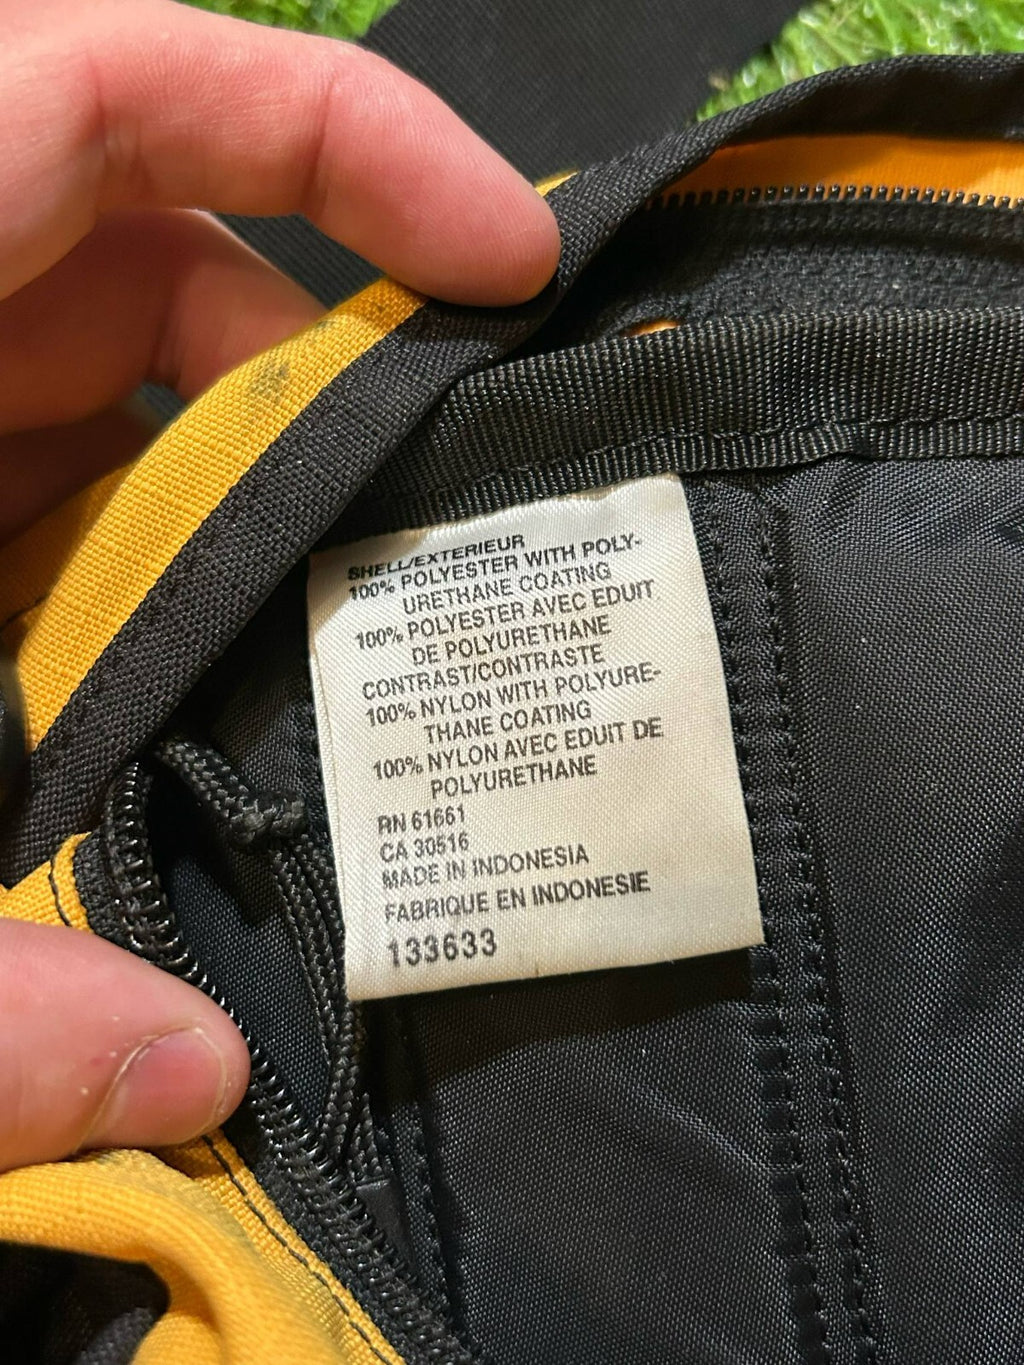 SHELL/EXTERIEUR
100% POLYESTER WITH POLY-
URETHANE COATING
100% POLYESTER AVEC EDUIT
DE POLYURETHANE
CONTRAST/CONTRASTE
100% NYLON WITH POLYURE-
THANE COATING
100% NYLON AVEC EDUIT DE
POLYURETHANE
RN 61661
CA 30516
MADE IN INDONESIA
FABRIQUE EN INDONESIE
133633